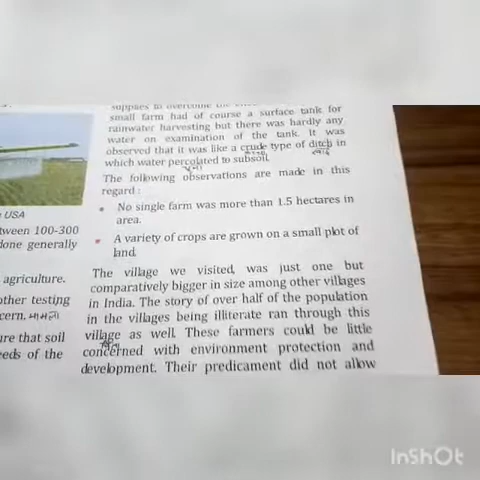 supplies to overcome the
small farm had of course a surface tank for
rainwater harvesting but there was hardly any
water on examination of the tank. It was
observed that it was like a crude type of ditch in
which water percolated to subsoil.
The following observations are made in this
regard :
• No single farm was more than 1.5 hectares in
area.
• A variety of crops are grown on a small plot of
land.
The village we visited, was just one but
comparatively bigger in size among other villages
in India. The story of over half of the population
in the villages being illiterate ran through this
village as well. These farmers could be little
concerned with environment protection and
development. Their predicament did not allow
USA
tween 100-300
done generally
agriculture.
other testing
cern.
ure that soil
eeds of the
InShOt